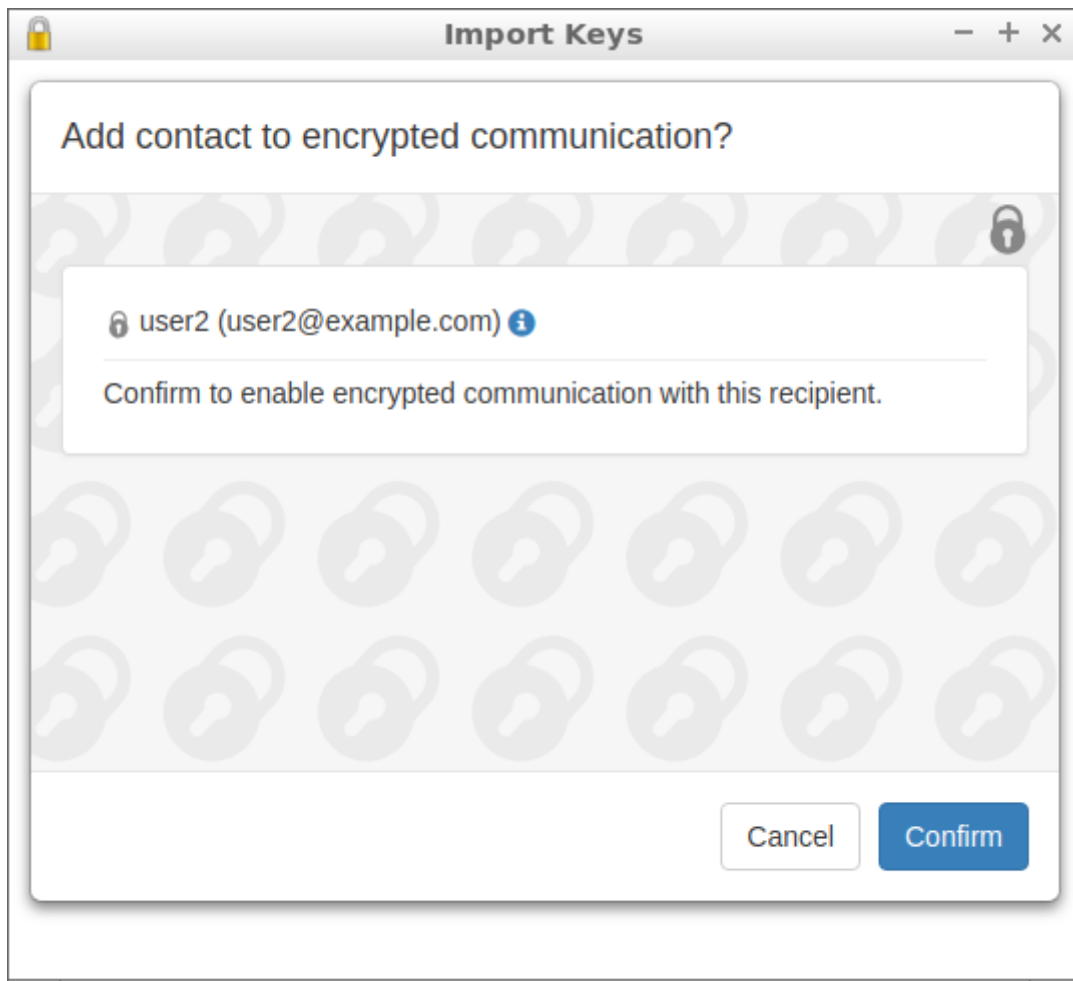 Import Keys
Add contact to encrypted communication?
user2 (user2@example.com)
Confirm to enable encrypted communication with this recipient.
Cancel
Confirm